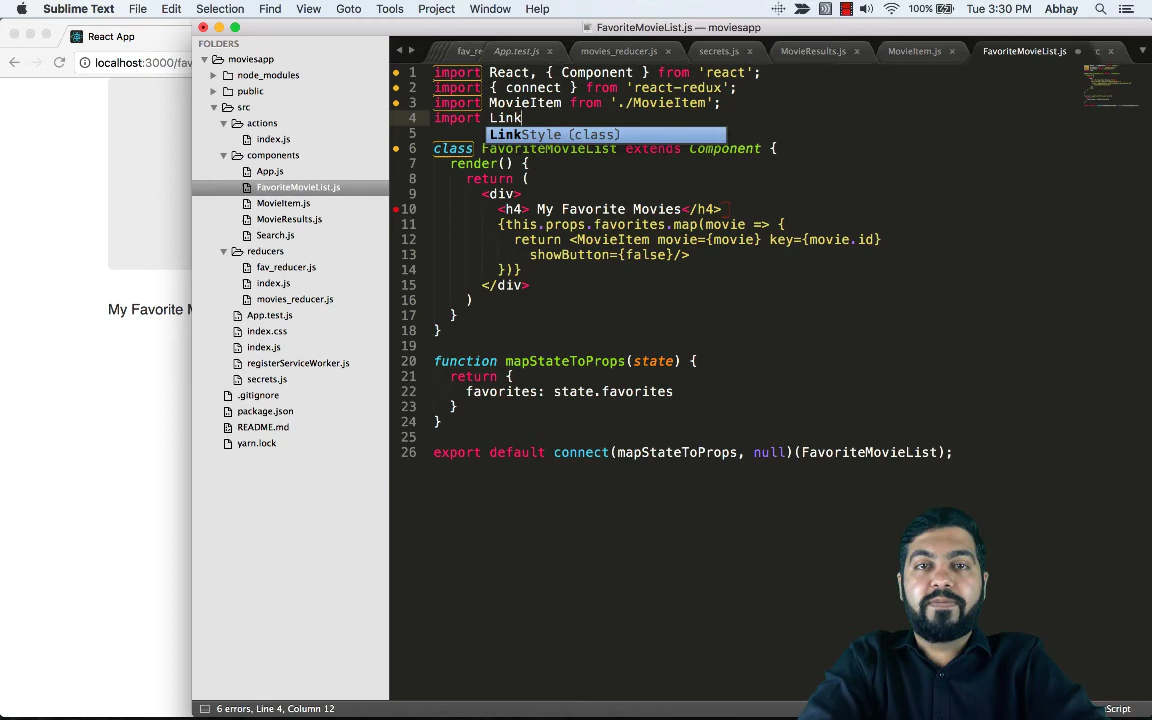 Sublime Text File Edit Selection Find View Goto Tools Project Window Help 100% Tue 3:30 PM Abhay
React App
localhost:3000/fav
My Favorite M
FavoriteMovieList.js — moviesapp
FOLDERS
moviesapp
node_modules
public
src
actions
index.js
components
App.js
FavoriteMovieList.js
MovieItem.js
MovieResults.js
Search.js
reducers
fav_reducer.js
index.js
movies_reducer.js
App.test.js
index.css
index.js
registerServiceWorker.js
secrets.js
.gitignore
package.json
README.md
yarn.lock
fav_re App.test.js movies_reducer.js secrets.js MovieResults.js MovieItem.js FavoriteMovieList.js c
1 import React, { Component } from 'react';
2 import { connect } from 'react-redux';
3 import MovieItem from './MovieItem';
4 import Link
LinkStyle (class)
5
6 class FavoriteMovieList extends Component {
7 render() {
8 return (
9 <div>
10 <h4> My Favorite Movies</h4>
11 {this.props.favorites.map(movie => {
12 return <MovieItem movie={movie} key={movie.id}
13 showButton={false}/>
14 })}
15 </div>
16 )
17 }
18 }
19
20 function mapStateToProps(state) {
21 return {
22 favorites: state.favorites
23 }
24 }
25
26 export default connect(mapStateToProps, null)(FavoriteMovieList);
6 errors, Line 4, Column 12
Script